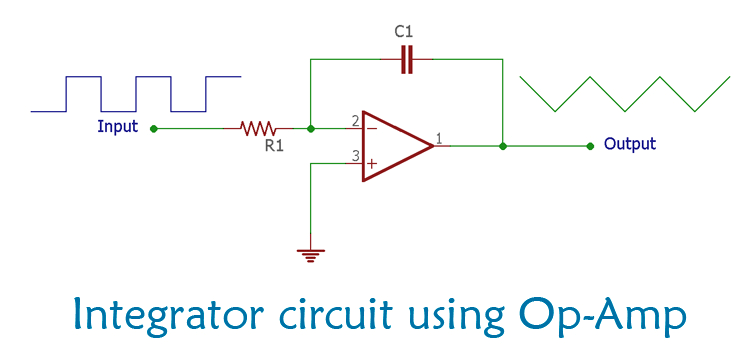 C1
Input
R1
2
3
1
Output
Integrator circuit using Op-Amp